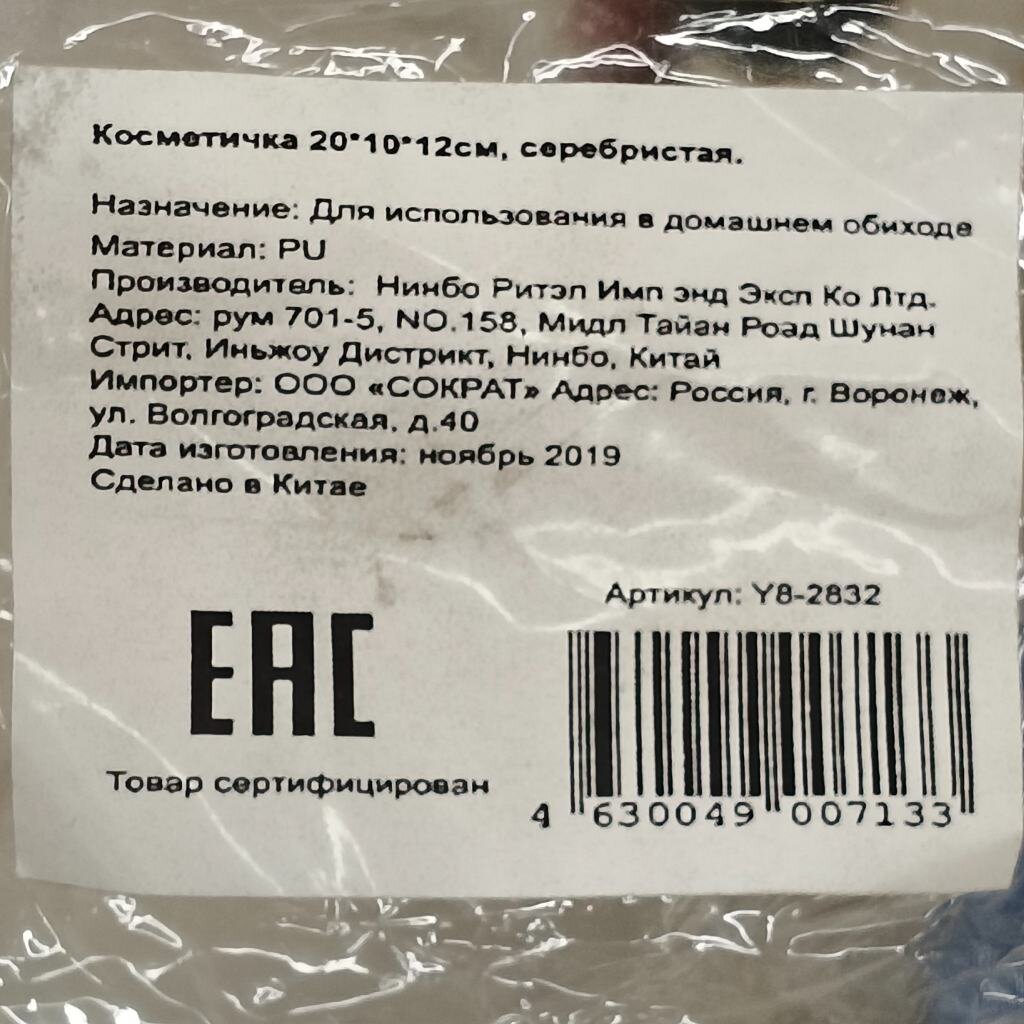 Косметичка 20*10*12см, серебристая.
Назначение: Для использования в домашнем обиходе
Материал: PU
Производитель: Нинбо Ритэл Имп энд Эксп Ко Лтд.
Адрес: рум 701-5, NO.158, Мидл Тайан Роад Шунан
Стрит, Иньжоу Дистрикт, Нинбо, Китай
Импортер: ООО «СОКРАТ» Адрес: Россия, г. Воронеж,
ул. Волгоградская, д.40
Дата изготовления: ноябрь 2019
Сделано в Китае
Артикул: Y8-2832
EAC
Товар сертифицирован
4 630049 007133